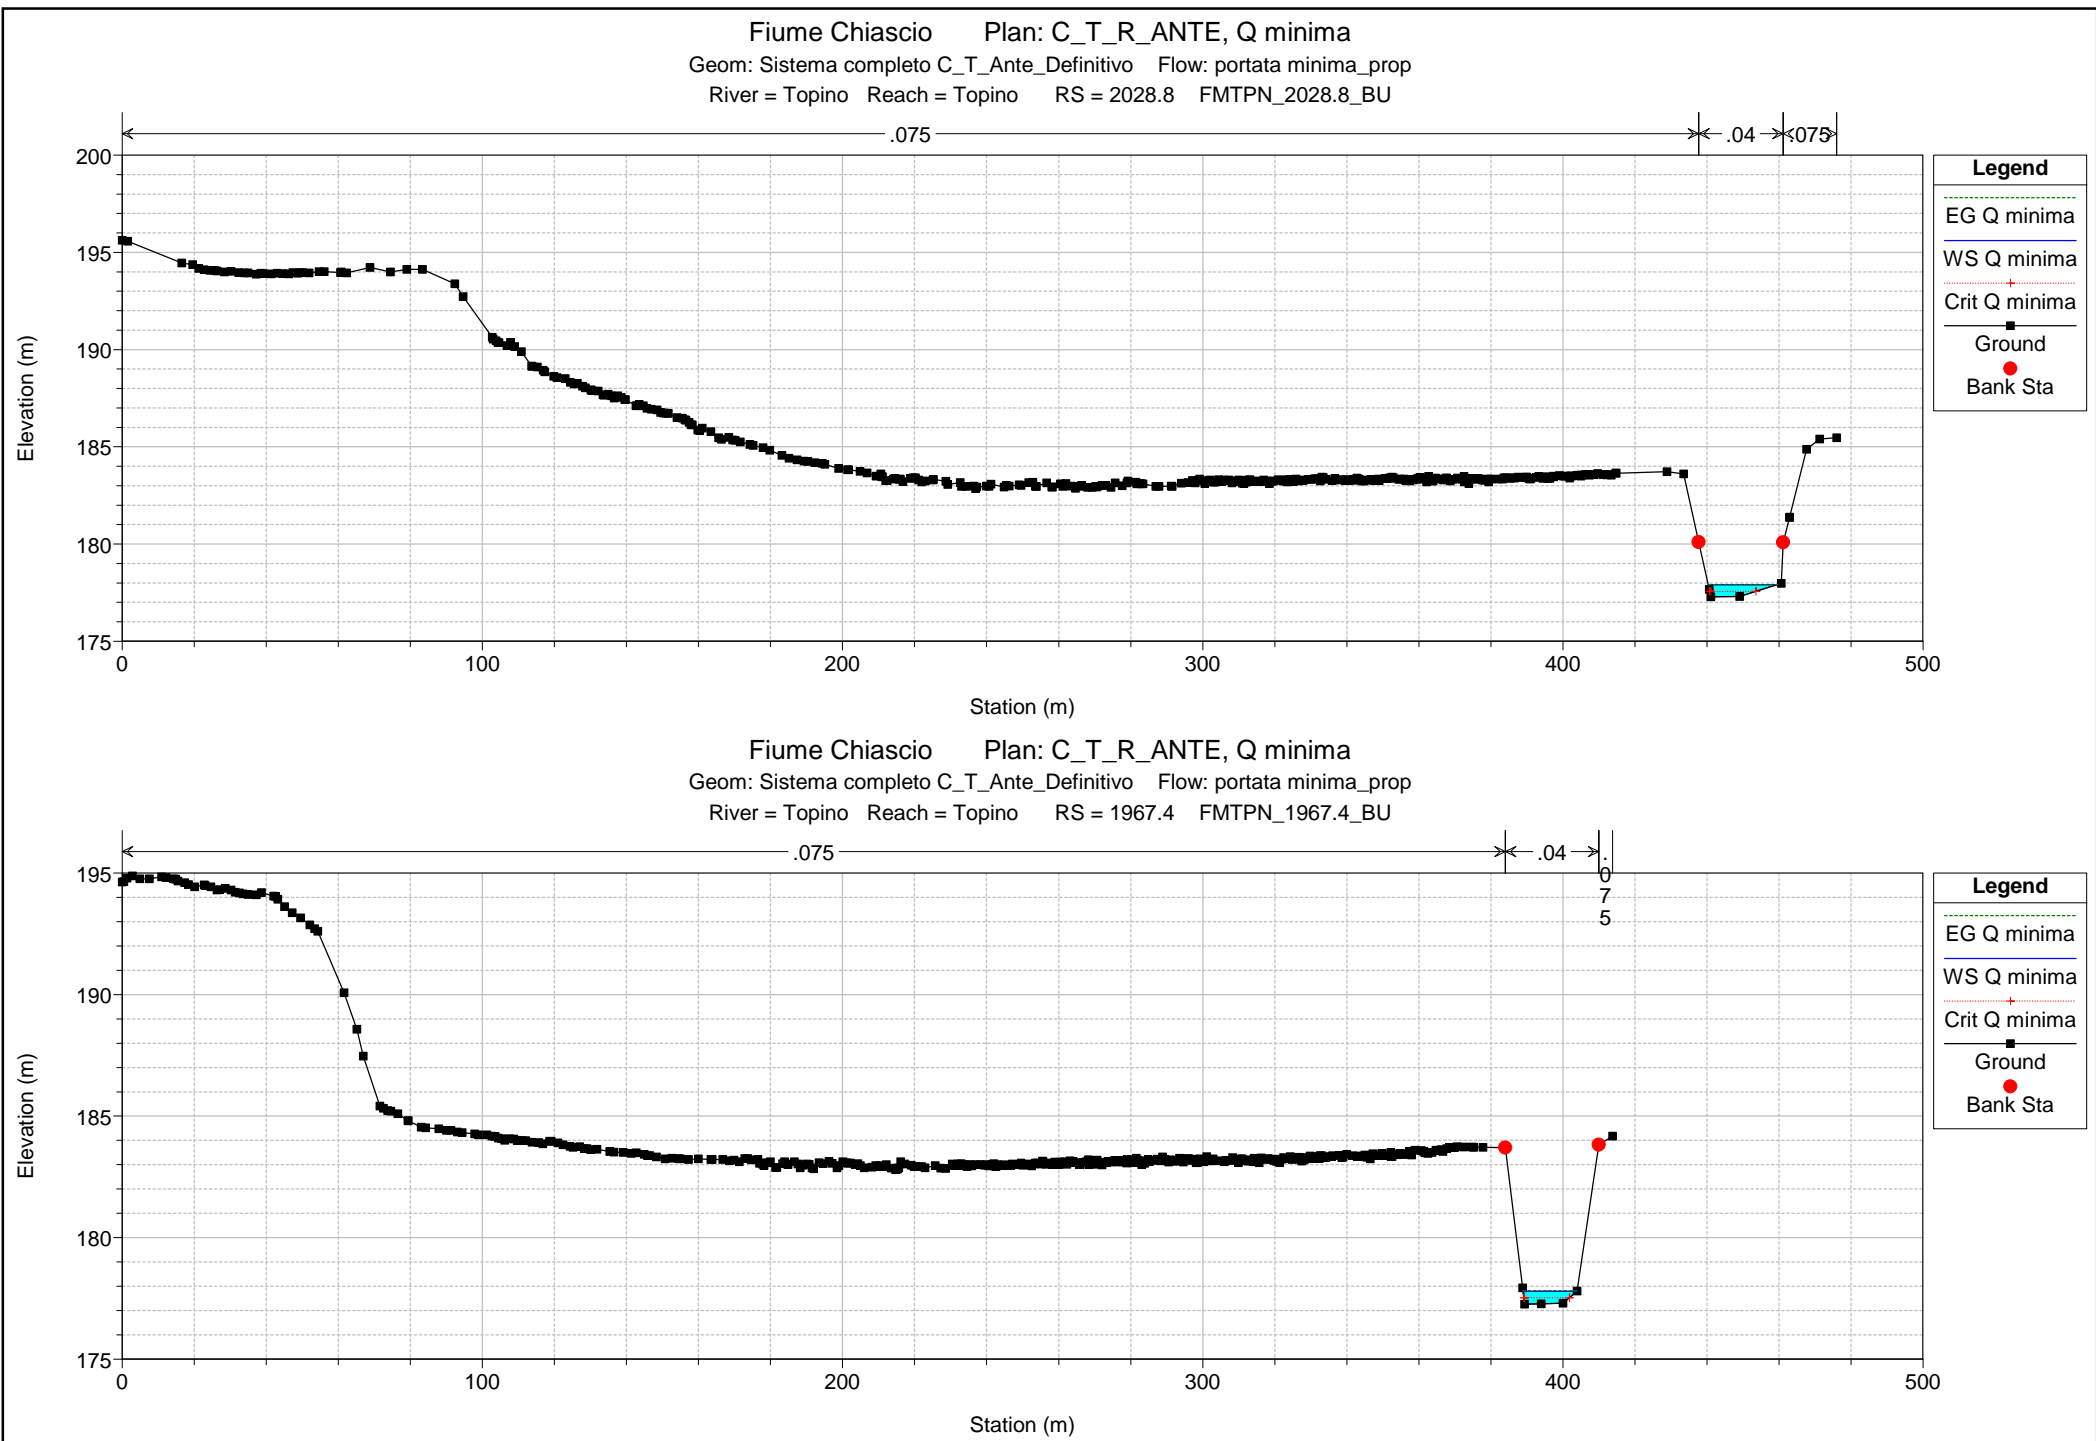 Fiume Chiascio Plan: C_T_R_ANTE, Q minima
Geom: Sistema completo C_T_Ante_Definitivo Flow: portata minima_prop
River = Topino Reach = Topino RS = 2028.8 FMTPN_2028.8_BU
.075 .04 .075
200
195
190
185
180
175
Elevation (m)
0 100 200 300 400 500
Station (m)
Legend
EG Q minima
WS Q minima
Crit Q minima
Ground
Bank Sta
Fiume Chiascio Plan: C_T_R_ANTE, Q minima
Geom: Sistema completo C_T_Ante_Definitivo Flow: portata minima_prop
River = Topino Reach = Topino RS = 1967.4 FMTPN_1967.4_BU
.075 .04 .075
195
190
185
180
175
Elevation (m)
0 100 200 300 400 500
Station (m)
Legend
EG Q minima
WS Q minima
Crit Q minima
Ground
Bank Sta